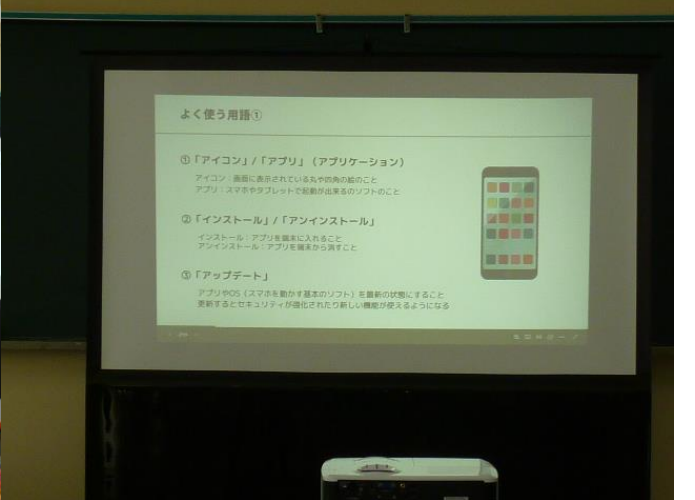 よく使う用語①
①「アイコン」/「アプリ」(アプリケーション)
アイコン：画面に表示されている丸や四角の絵のこと
アプリ：スマホやタブレットで起動が出来るのソフトのこと
②「インストール」/「アンインストール」
インストール：アプリを端末に入れること
アンインストール：アプリを端末から消すこと
③「アップデート」
アプリやOS（スマホを動かす基本のソフト）を最新の状態にすること
更新するとセキュリティが強化されたり新しい機能が使えるようになる